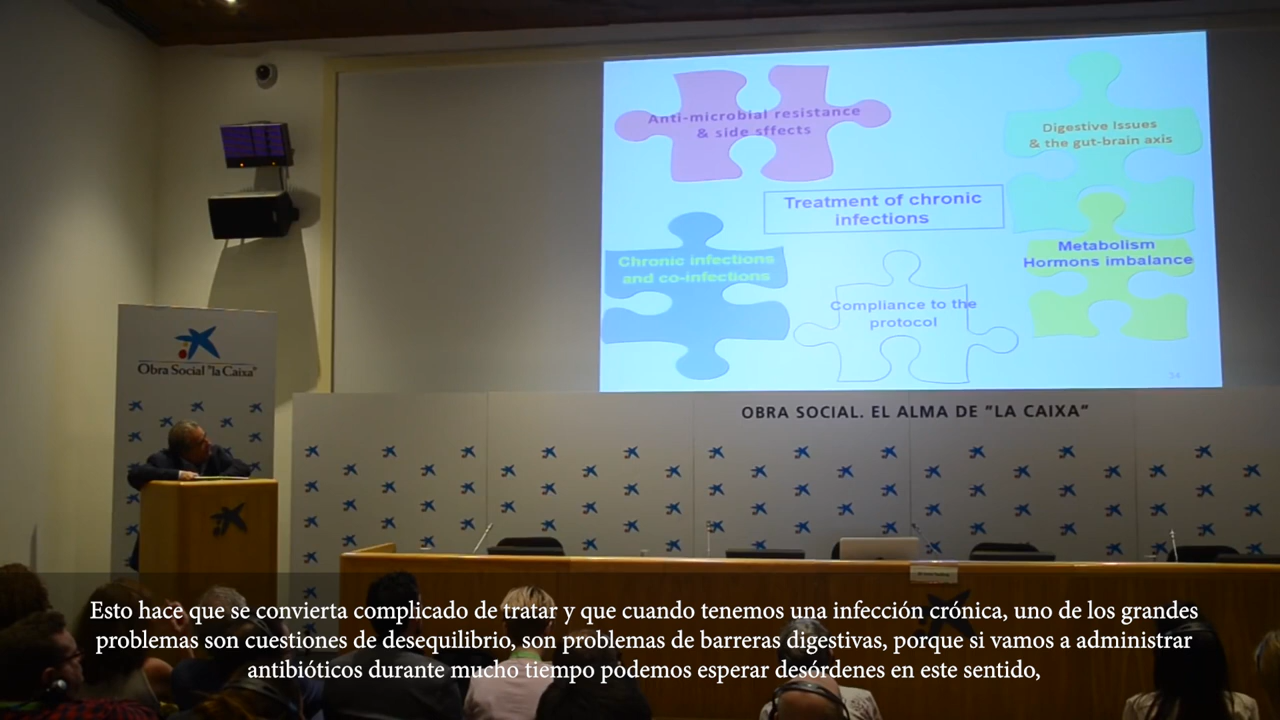 Anti-microbial resistance
& side sffects
Digestive Issues
& the gut-brain axis
Treatment of chronic
infections
Metabolism
Hormons imbalance
Chronic infections
and co-infections
Compliance to the
protocol
34
Obra Social "la Caixa"
OBRA SOCIAL. EL ALMA DE "LA CAIXA"
Esto hace que se convierta complicado de tratar y que cuando tenemos una infección crónica, uno de los grandes
problemas son cuestiones de desequilibrio, son problemas de barreras digestivas, porque si vamos a administrar
antibióticos durante mucho tiempo podemos esperar desórdenes en este sentido,